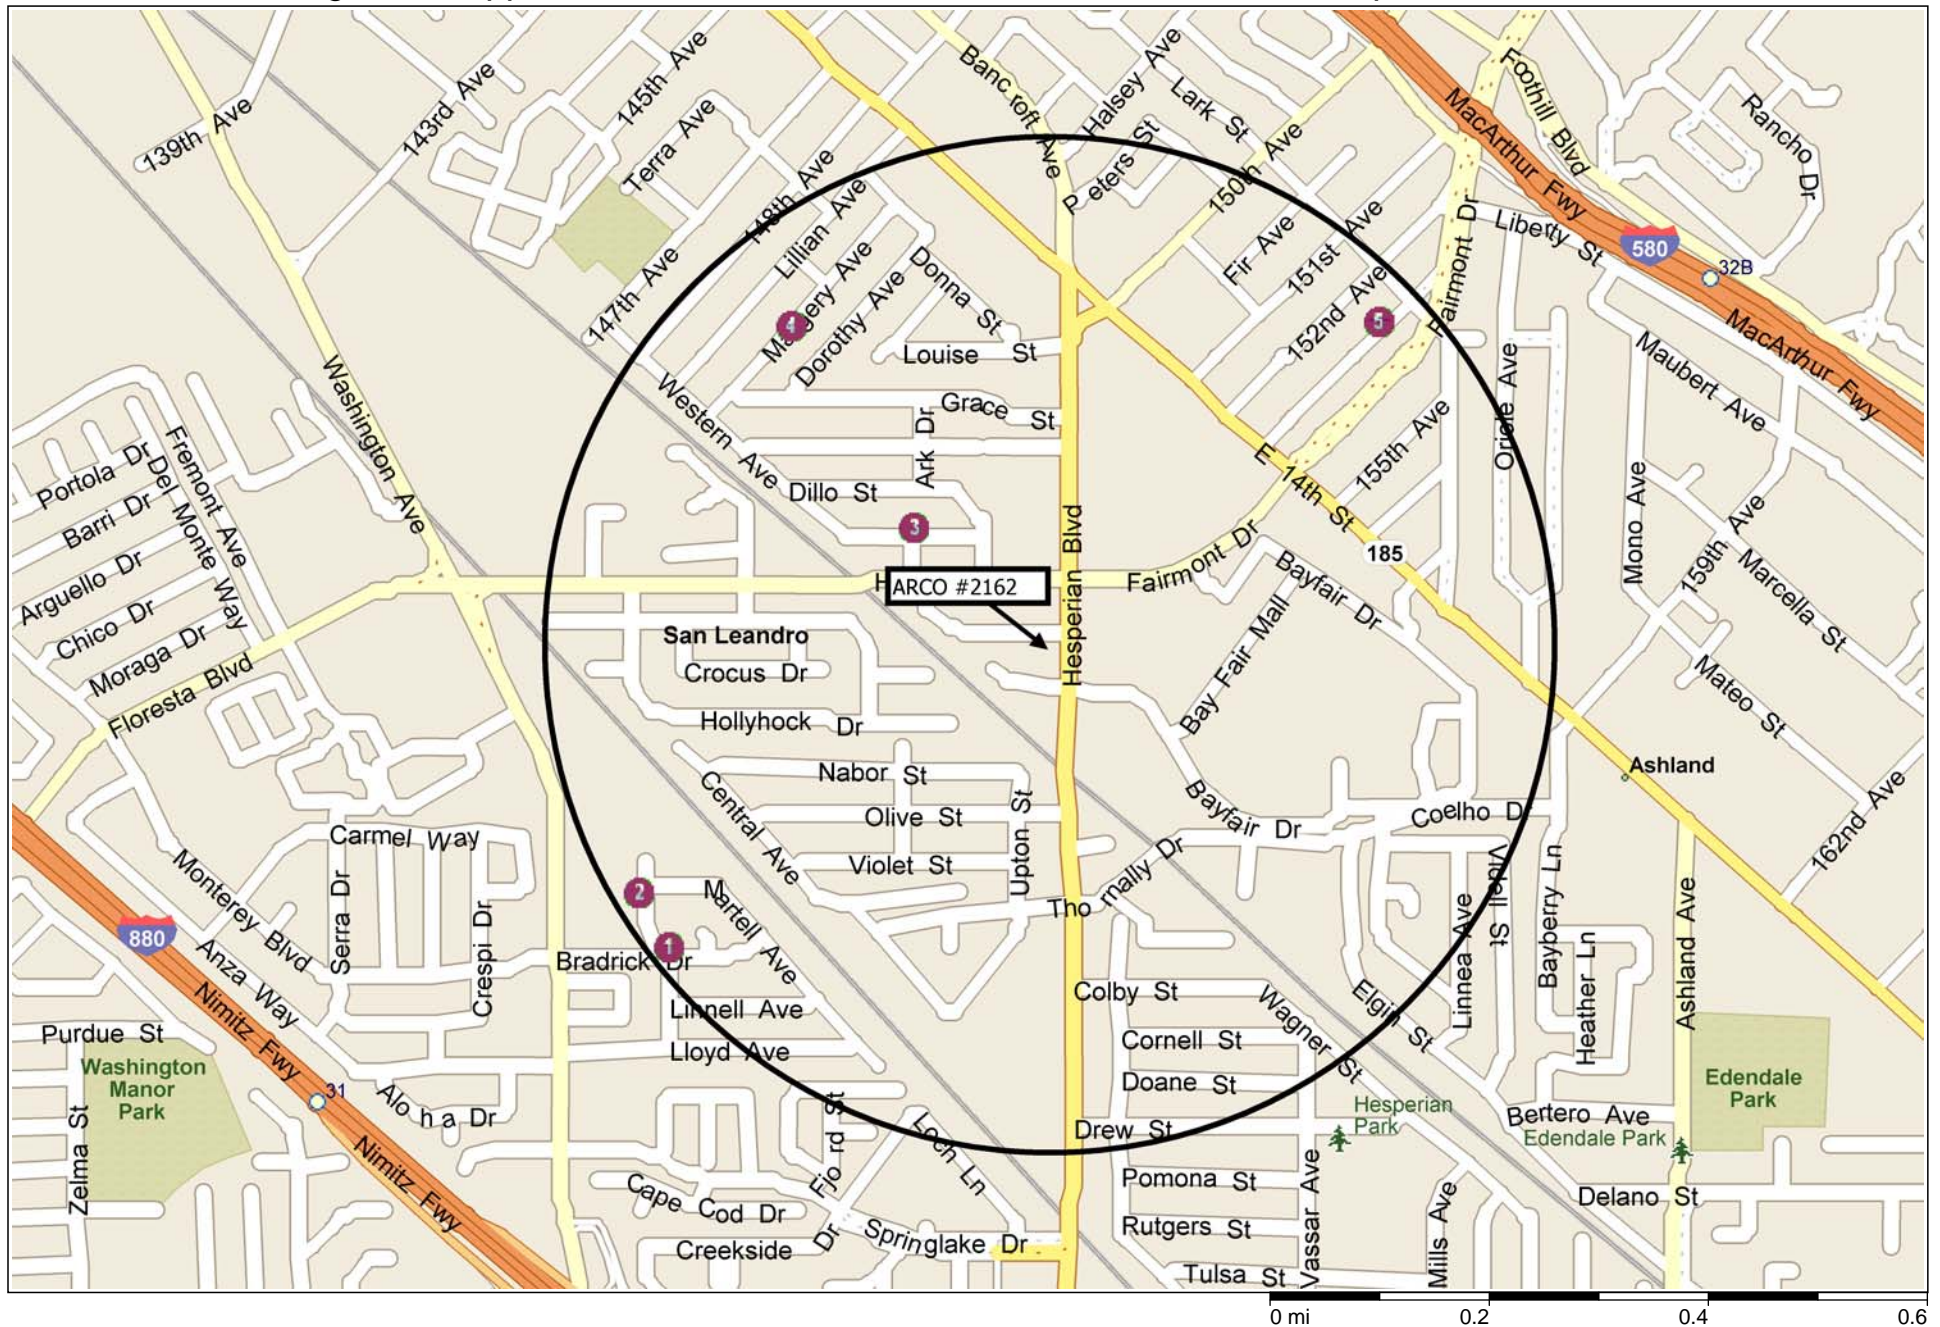 139th Ave
143rd Ave
145th Ave
Terra Ave
147th Ave
148th Ave
Lillian Ave
Dorothy Ave
Donna St
Louise St
Grace St
Ark Dr
Western Ave
Dillo St
Bancroft Ave
Halsey Ave
Peters St
Lark St
150th Ave
Fir Ave
151st Ave
152nd Ave
Fairmont Dr
Foothill Blvd
MacArthur Fwy
Rancho Dr
Liberty St
580
32B
MacArthur Fwy
Maubert Ave
Oriole Ave
155th Ave
E 14th St
185
Mono Ave
159th Ave
Marcella St
Mateo St
Ashland
162nd Ave
4
5
3
2
1
Washington Ave
Fremont Ave
Del Monte Way
Portola Dr
Barri Dr
Arguello Dr
Chico Dr
Moraga Dr
Floresta Blvd
H
ARCO #2162
Hesperian Blvd
Fairmont Dr
Bayfair Dr
Bay Fair Mall
San Leandro
Crocus Dr
Hollyhock Dr
Nabor St
Olive St
Violet St
Upton St
Central Ave
Bayfair Dr
Coelho D
Thomally Dr
Linnea Ave
Bayberry Ln
Heather Ln
Ashland Ave
Carmel Way
Monterey Blvd
Serra Dr
Crespi Dr
Anza Way
880
Nimitz Fwy
Martell Ave
Bradrick Dr
Linnell Ave
Lloyd Ave
Colby St
Wagner St
Elgin St
Cornell St
Doane St
Drew St
Pomona St
Rutgers St
Tulsa St
Vassar Ave
Mills Ave
Hesperian
Park
Bertero Ave
Edendale Park
Edendale
Park
Delano St
Purdue St
Washington
Manor
Park
Zelma St
31
Aloha Dr
Nimitz Fwy
Fjord St
Loch Ln
Cape Cod Dr
Creekside Dr
Springlake Dr
0 mi 0.2 0.4 0.6